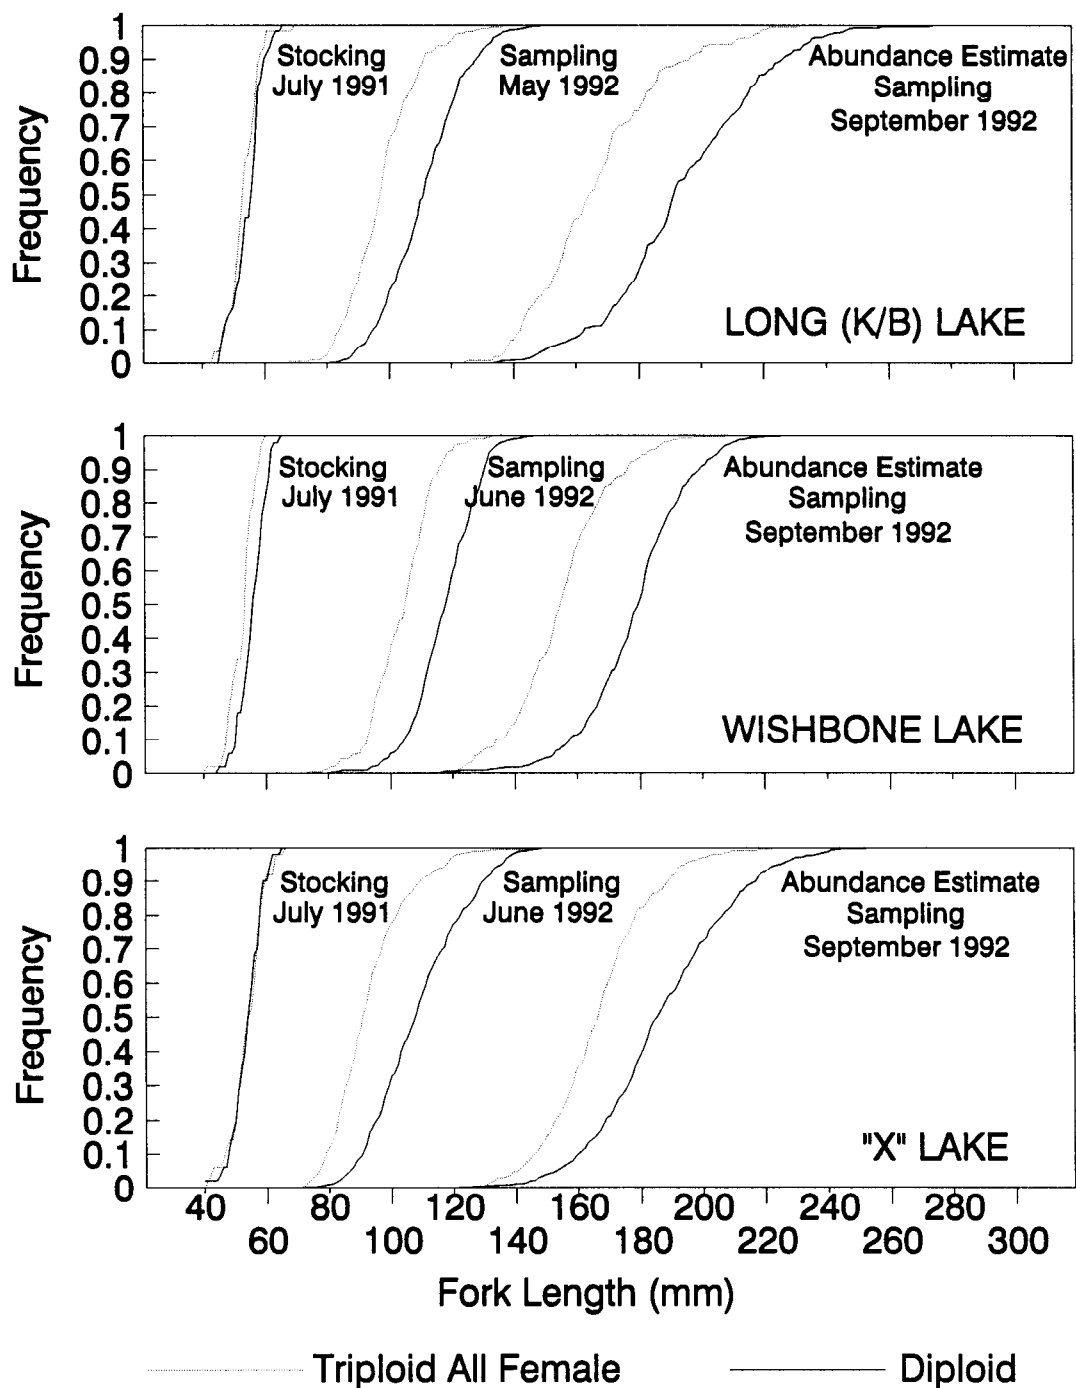 Frequency
1
0.9
0.8
0.7
0.6
0.5
0.4
0.3
0.2
0.1
0
Stocking
July 1991
Sampling
May 1992
Abundance Estimate
Sampling
September 1992
LONG (K/B) LAKE
Frequency
1
0.9
0.8
0.7
0.6
0.5
0.4
0.3
0.2
0.1
0
Stocking
July 1991
Sampling
June 1992
Abundance Estimate
Sampling
September 1992
WISHBONE LAKE
Frequency
1
0.9
0.8
0.7
0.6
0.5
0.4
0.3
0.2
0.1
0
Stocking
July 1991
Sampling
June 1992
Abundance Estimate
Sampling
September 1992
"X" LAKE
40 80 120 160 200 240 280
60 100 140 180 220 260 300
Fork Length (mm)
Triploid All Female Diploid